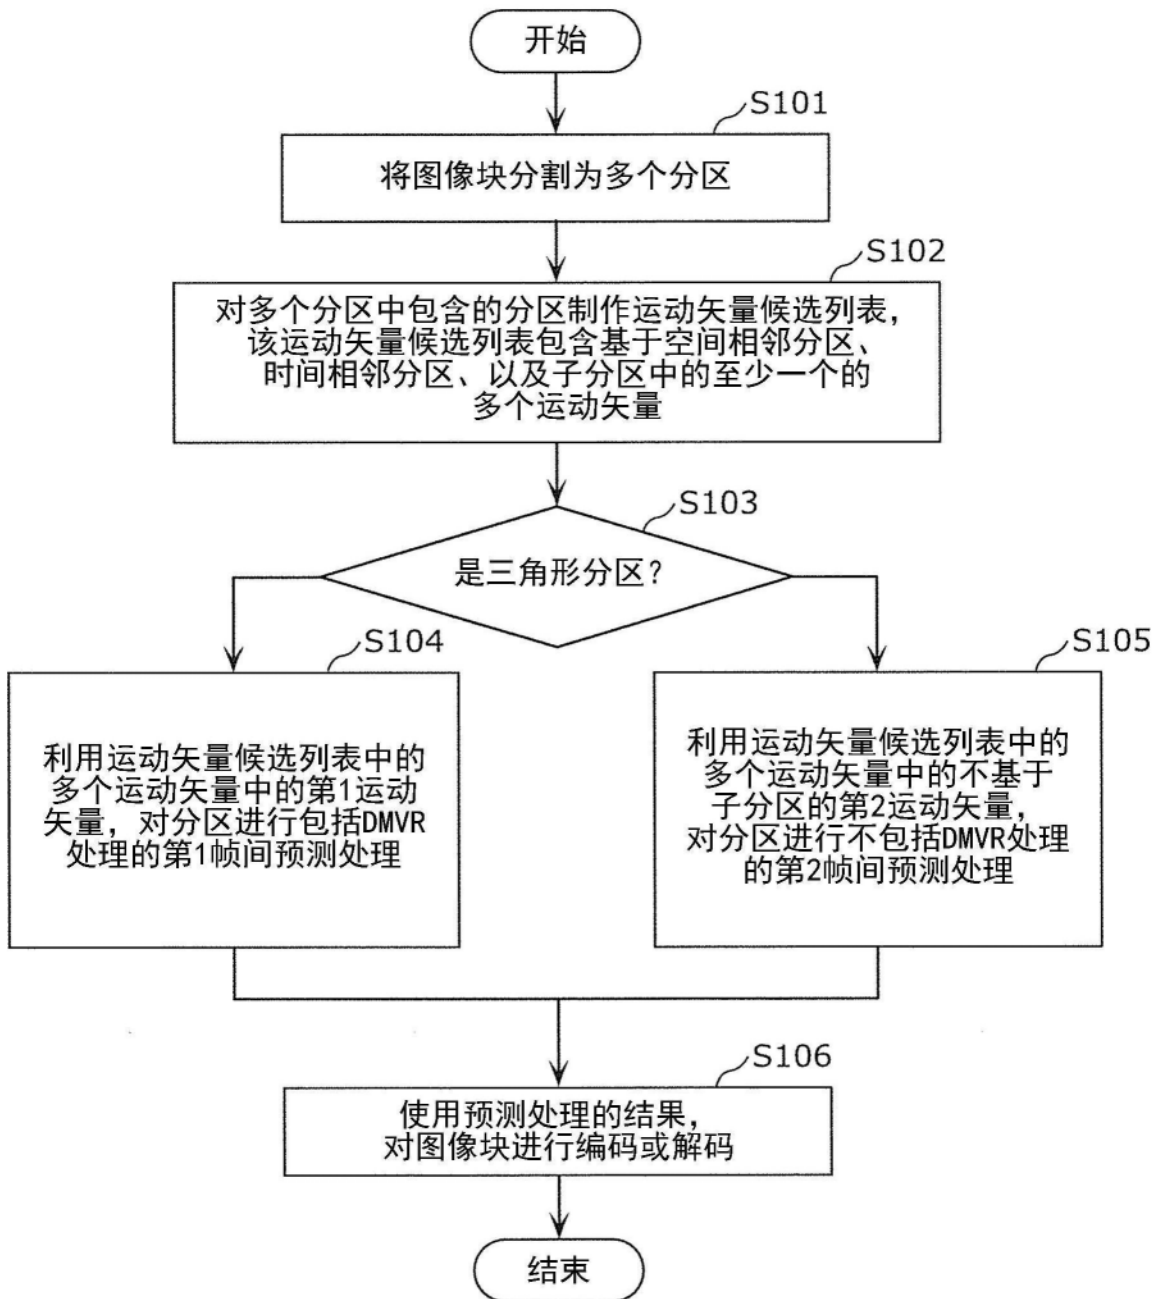 开始
S101
将图像块分割为多个分区
S102
对多个分区中包含的分区制作运动矢量候选列表,
该运动矢量候选列表包含基于空间相邻分区、
时间相邻分区、以及子分区中的至少一个的
多个运动矢量
S103
是三角形分区?
S104
利用运动矢量候选列表中的
多个运动矢量中的第1运动
矢量, 对分区进行包括DMVR
处理的第1帧间预测处理
S105
利用运动矢量候选列表中的
多个运动矢量中的不基于
子分区的第2运动矢量,
对分区进行不包括DMVR处理
的第2帧间预测处理
S106
使用预测处理的结果,
对图像块进行编码或解码
结束